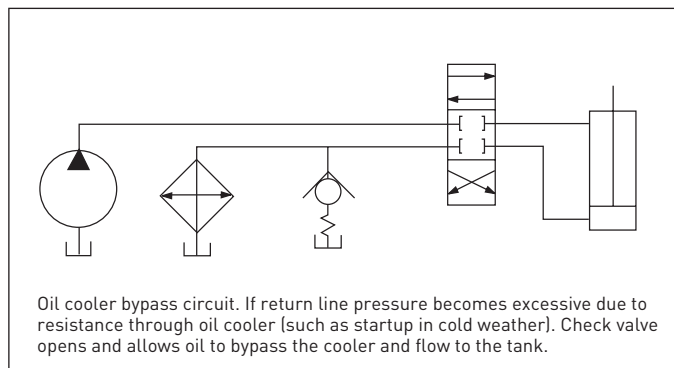 Oil cooler bypass circuit. If return line pressure becomes excessive due to
resistance through oil cooler (such as startup in cold weather). Check valve
opens and allows oil to bypass the cooler and flow to the tank.